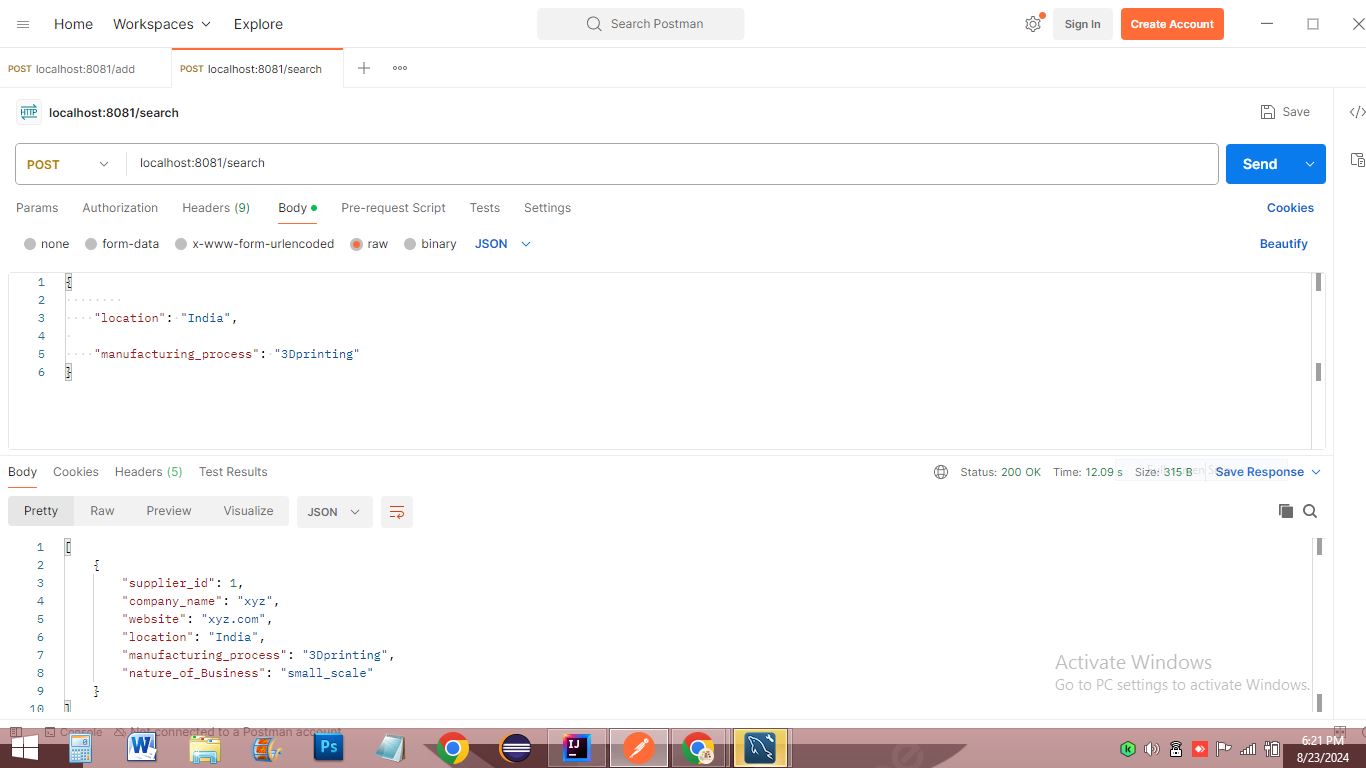 Home Workspaces Explore Search Postman Sign In Create Account
POST localhost:8081/add POST localhost:8081/search
HTTP localhost:8081/search Save
POST localhost:8081/search Send
Params Authorization Headers (9) Body Pre-request Script Tests Settings Cookies
none form-data x-www-form-urlencoded raw binary JSON Beautify
1 {
2
3 "location": "India",
4
5 "manufacturing_process": "3Dprinting"
6 }
Body Cookies Headers (5) Test Results Status: 200 OK Time: 12.09 s Size: 315 B Save Response
Pretty Raw Preview Visualize JSON
1 [
2 {
3 "supplier_id": 1,
4 "company_name": "xyz",
5 "website": "xyz.com",
6 "location": "India",
7 "manufacturing_process": "3Dprinting",
8 "nature_of_Business": "small_scale"
9 }
10 ]
Activate Windows
Go to PC settings to activate Windows.
Console Not connected to a Postman account
W Ps IJ K
6:21 PM
8/23/2024